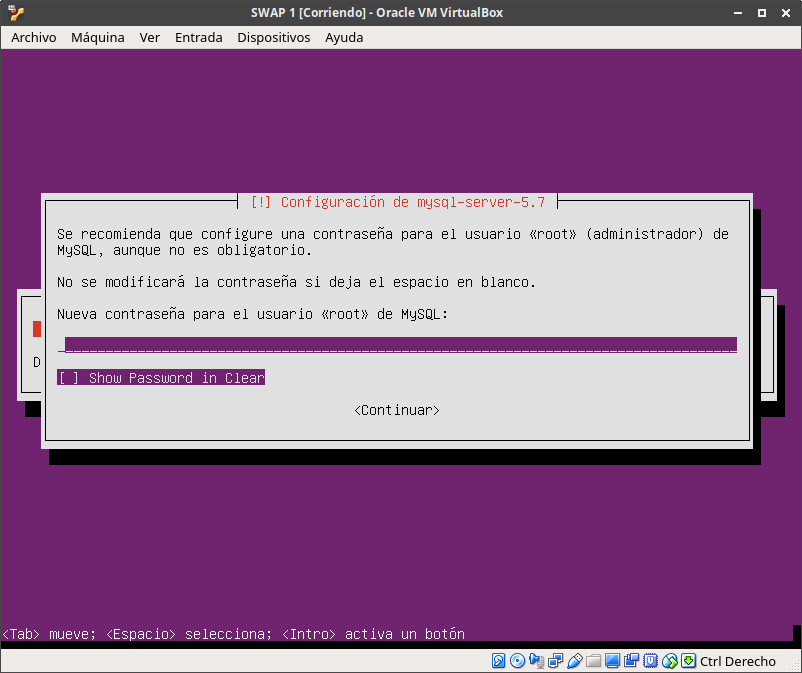 SWAP 1 [Corriendo] - Oracle VM VirtualBox
Archivo Máquina Ver Entrada Dispositivos Ayuda
[!] Configuración de mysql-server-5.7
Se recomienda que configure una contraseña para el usuario «root» (administrador) de
MySQL, aunque no es obligatorio.
No se modificará la contraseña si deja el espacio en blanco.
Nueva contraseña para el usuario «root» de MySQL:
D
[ ] Show Password in Clear
<Continuar>
<Tab> mueve; <Espacio> selecciona; <Intro> activa un botón
Ctrl Derecho